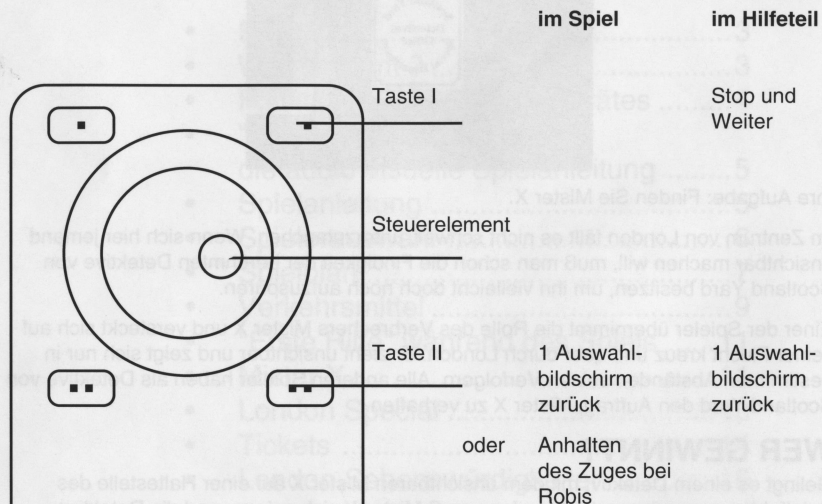 im Spiel im Hilfeteil
Taste I Stop und
Weiter
Steuerelement
Taste II 1 Auswahl- 1 Auswahl-
bildschirm bildschirm
zurück zurück
oder Anhalten
des Zuges bei
Robis